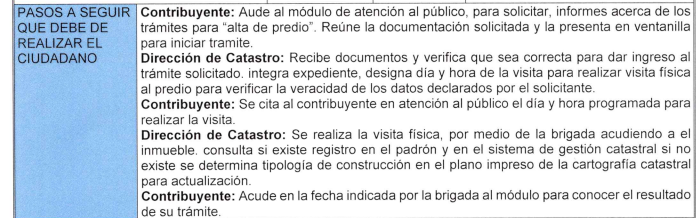 PASOS A SEGUIR
QUE DEBE DE
REALIZAR EL
CIUDADANO
Contribuyente: Aude al módulo de atención al público, para solicitar, informes acerca de los
trámites para “alta de predio”. Reúne la documentación solicitada y la presenta en ventanilla
para iniciar tramite.
Dirección de Catastro: Recibe documentos y verifica que sea correcta para dar ingreso al
trámite solicitado. integra expediente, designa día y hora de la visita para realizar visita física
al predio para verificar la veracidad de los datos declarados por el solicitante.
Contribuyente: Se cita al contribuyente en atención al público el día y hora programada para
realizar la visita.
Dirección de Catastro: Se realiza la visita física, por medio de la brigada acudiendo a el
inmueble. consulta si existe registro en el padrón y en el sistema de gestión catastral si no
existe se determina tipología de construcción en el plano impreso de la cartografía catastral
para actualización.
Contribuyente: Acude en la fecha indicada por la brigada al módulo para conocer el resultado
de su trámite.